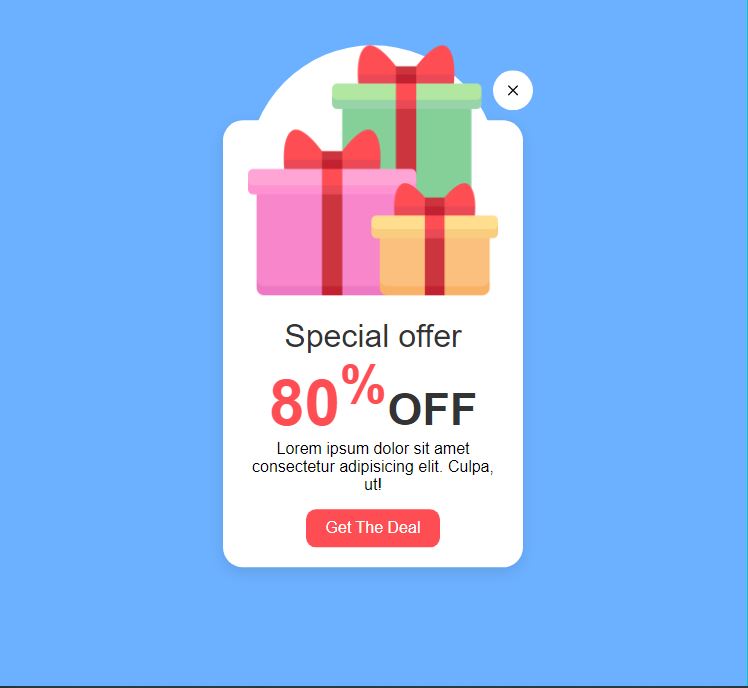 Special offer
80%OFF
Lorem ipsum dolor sit amet
consectetur adipisicing elit. Culpa,
ut!
Get The Deal